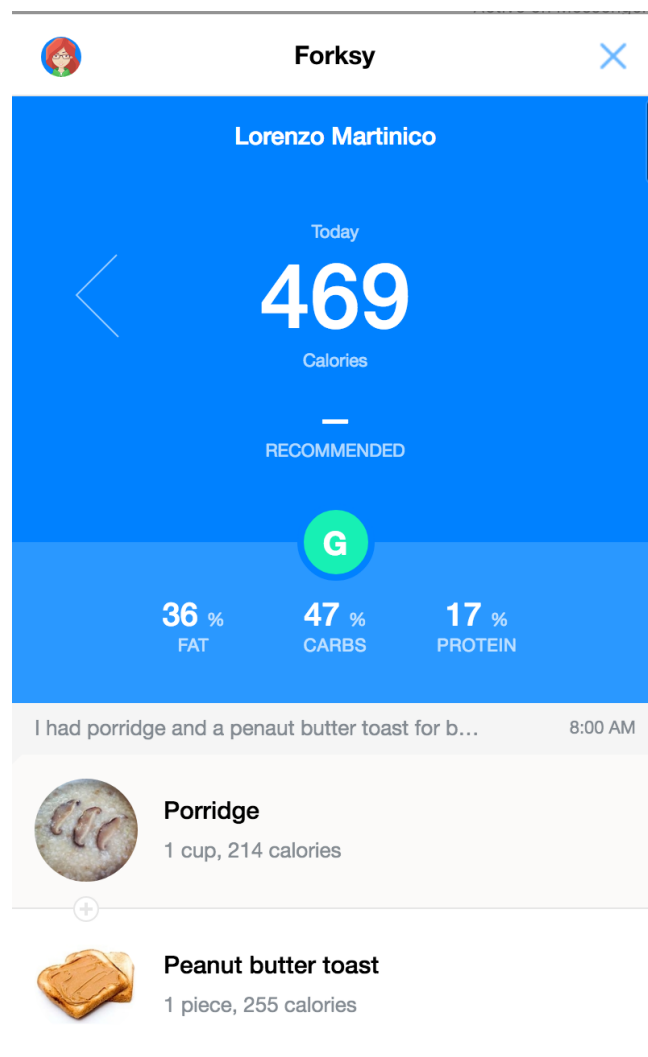 Forksy
Lorenzo Martinico
Today
469
Calories
–
RECOMMENDED
G
36 %
FAT
47 %
CARBS
17 %
PROTEIN
I had porridge and a penaut butter toast for b...
8:00 AM
Porridge
1 cup, 214 calories
Peanut butter toast
1 piece, 255 calories